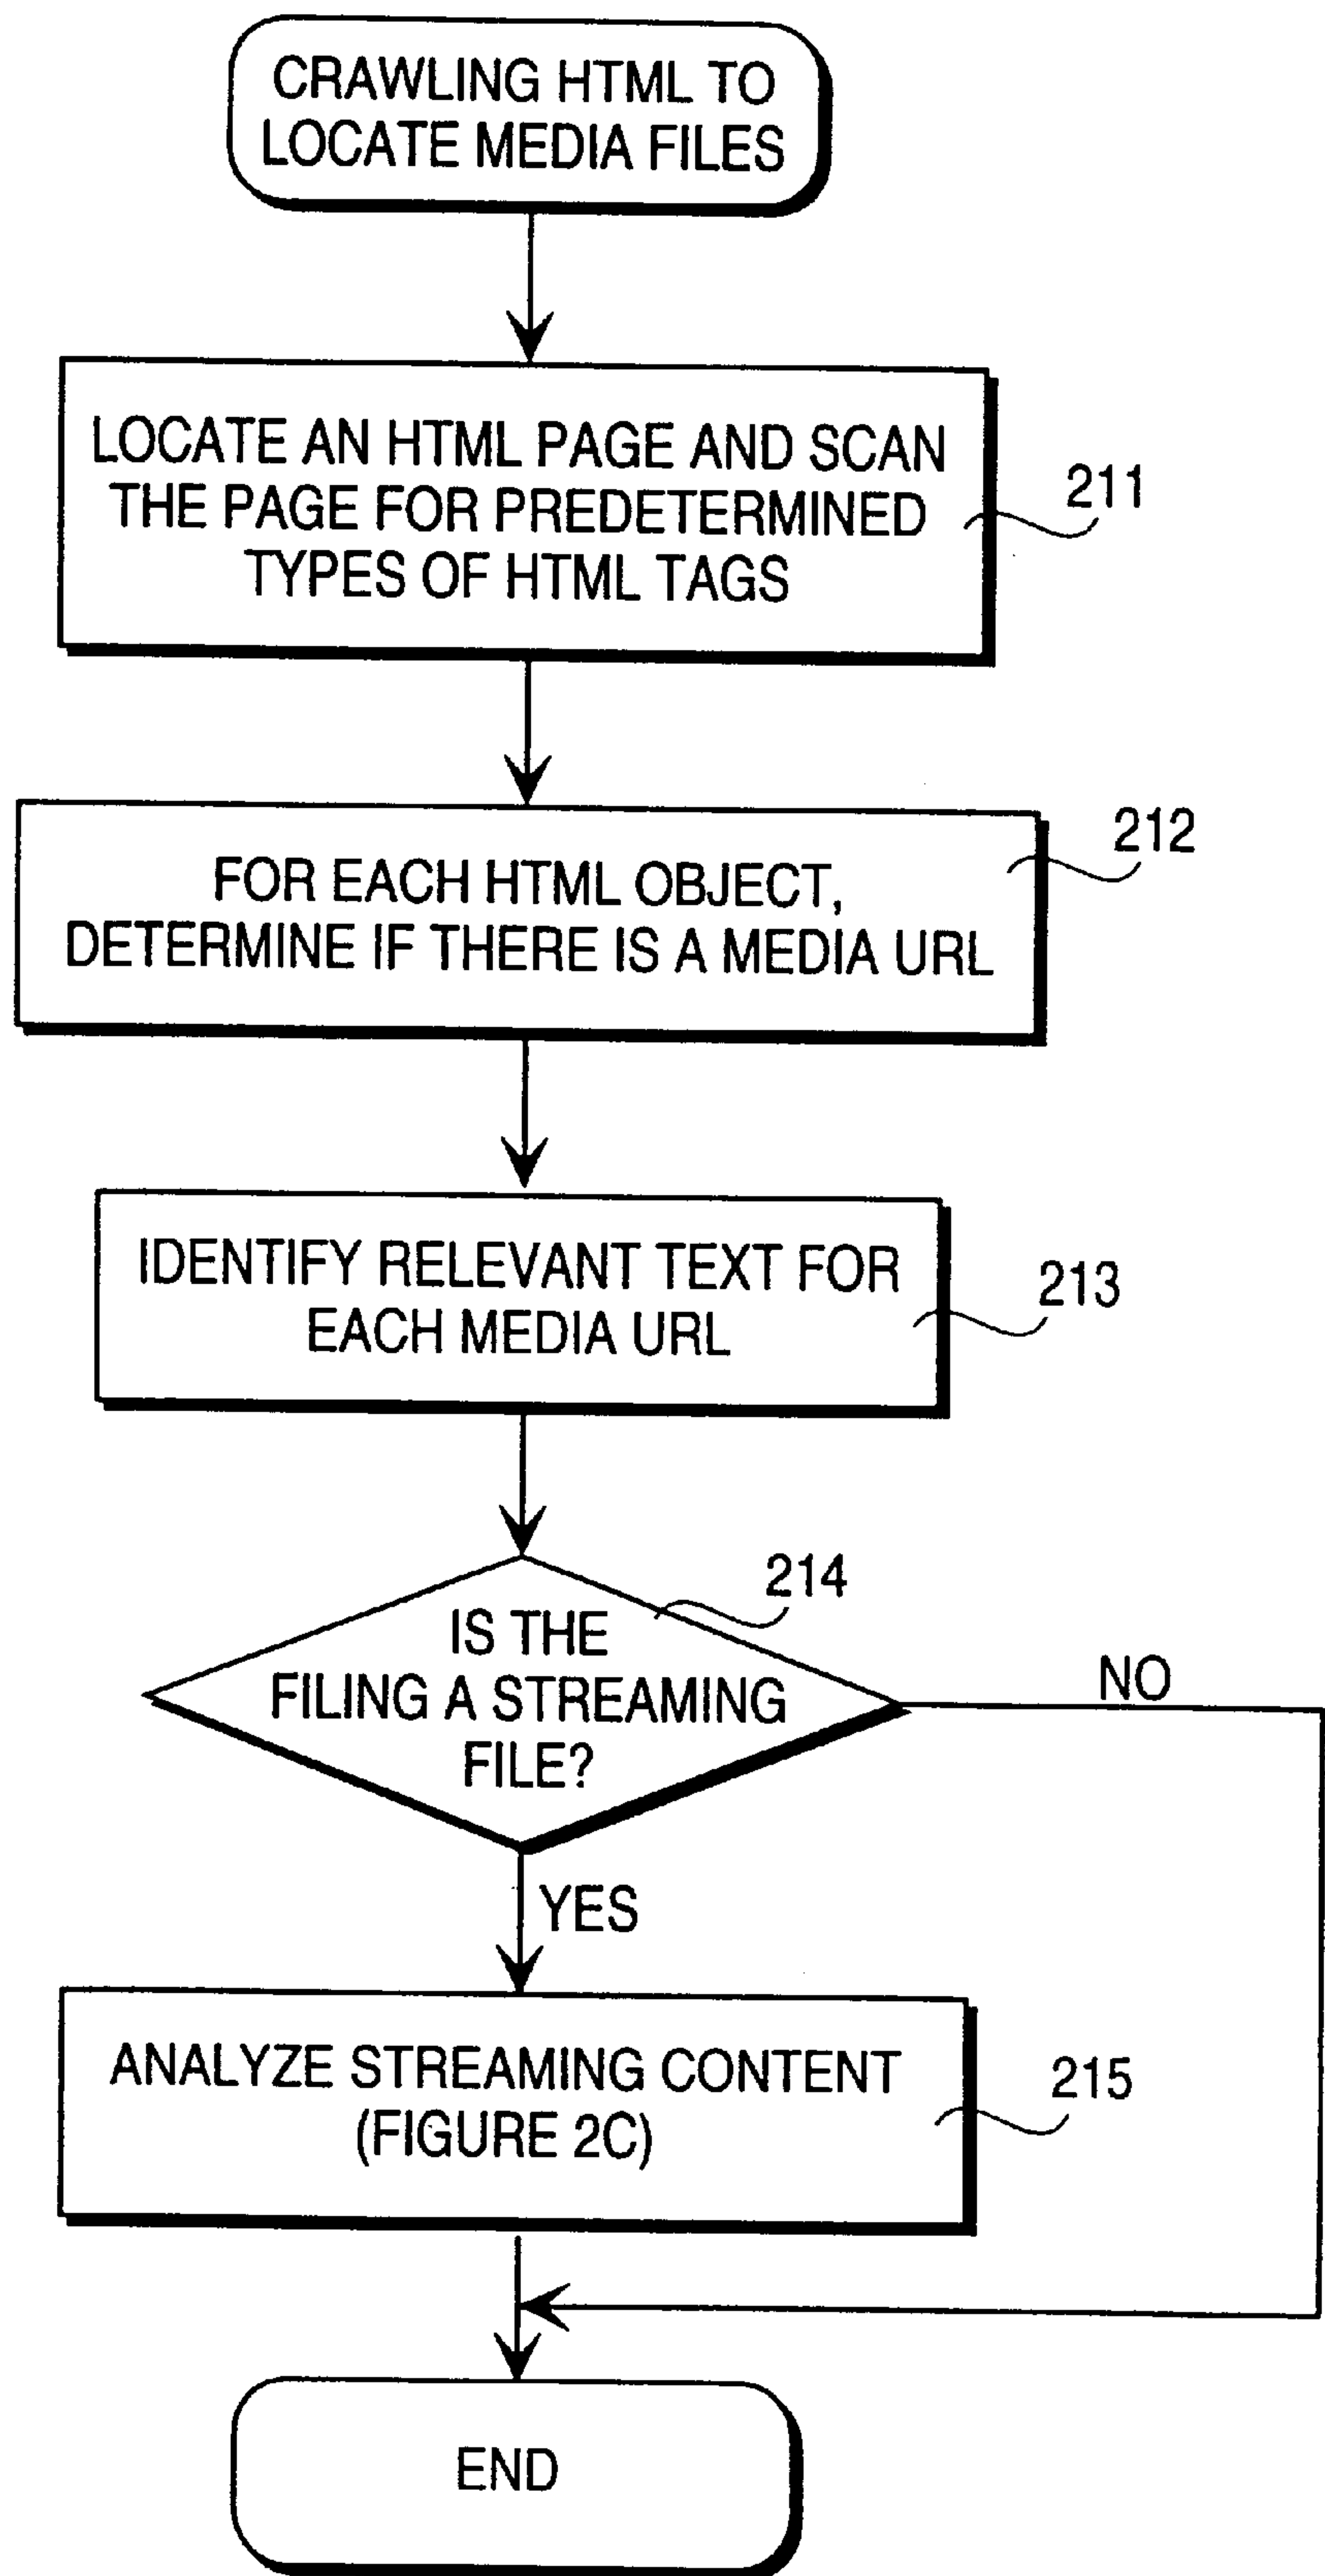 CRAWLING HTML TO
LOCATE MEDIA FILES
LOCATE AN HTML PAGE AND SCAN
THE PAGE FOR PREDETERMINED
TYPES OF HTML TAGS
211
212
FOR EACH HTML OBJECT,
DETERMINE IF THERE IS A MEDIA URL
IDENTIFY RELEVANT TEXT FOR
EACH MEDIA URL
213
214
IS THE
FILING A STREAMING
FILE?
NO
YES
ANALYZE STREAMING CONTENT
(FIGURE 2C)
215
END